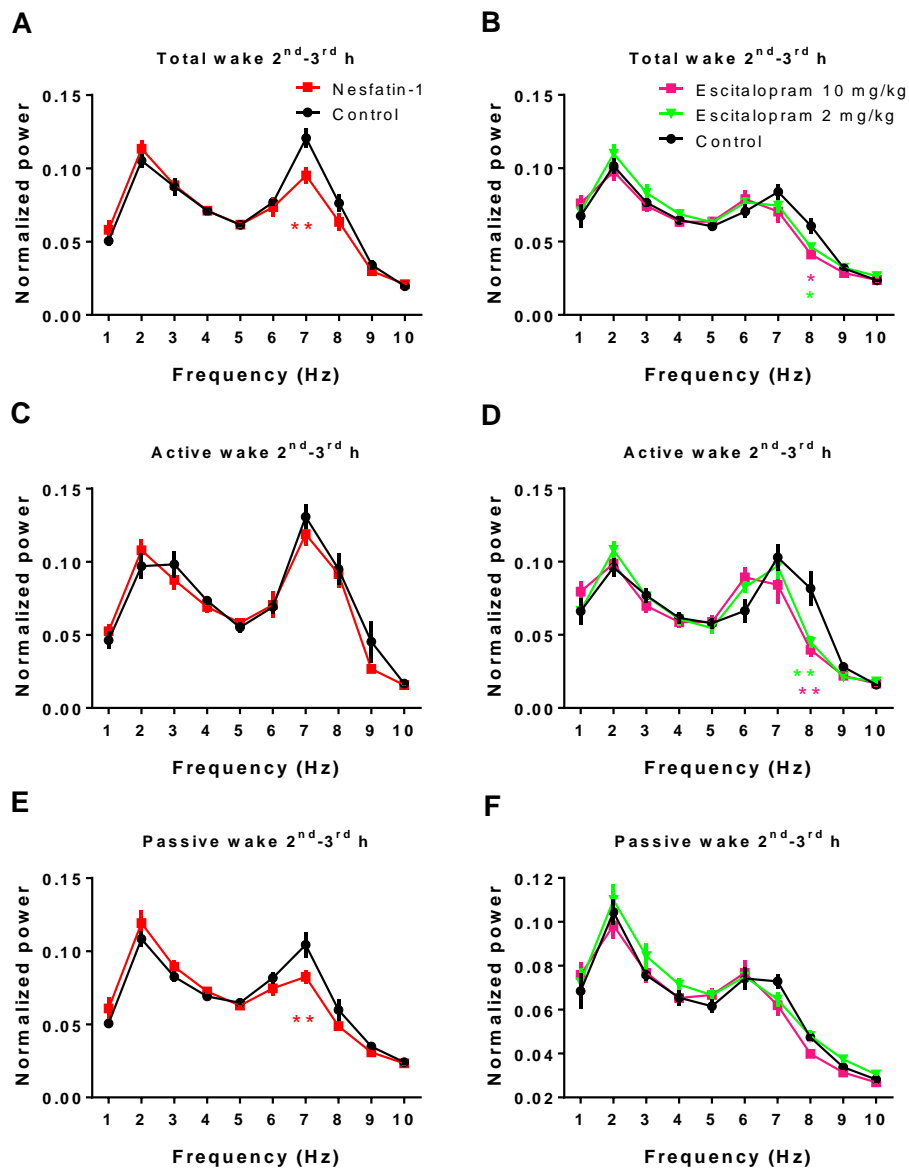 A
Total wake 2nd-3rd h
Nesfatin-1
Control
Normalized power
0.15
0.10
0.05
0.00
1 2 3 4 5 6 7 8 9 10
Frequency (Hz)
**
B
Total wake 2nd-3rd h
Escitalopram 10 mg/kg
Escitalopram 2 mg/kg
Control
Normalized power
0.15
0.10
0.05
0.00
1 2 3 4 5 6 7 8 9 10
Frequency (Hz)
*
*
C
Active wake 2nd-3rd h
Normalized power
0.15
0.10
0.05
0.00
1 2 3 4 5 6 7 8 9 10
Frequency (Hz)
D
Active wake 2nd-3rd h
Normalized power
0.15
0.10
0.05
0.00
1 2 3 4 5 6 7 8 9 10
Frequency (Hz)
**
**
E
Passive wake 2nd-3rd h
Normalized power
0.15
0.10
0.05
0.00
1 2 3 4 5 6 7 8 9 10
Frequency (Hz)
**
F
Passive wake 2nd-3rd h
Normalized power
0.12
0.10
0.08
0.06
0.04
0.02
1 2 3 4 5 6 7 8 9 10
Frequency (Hz)